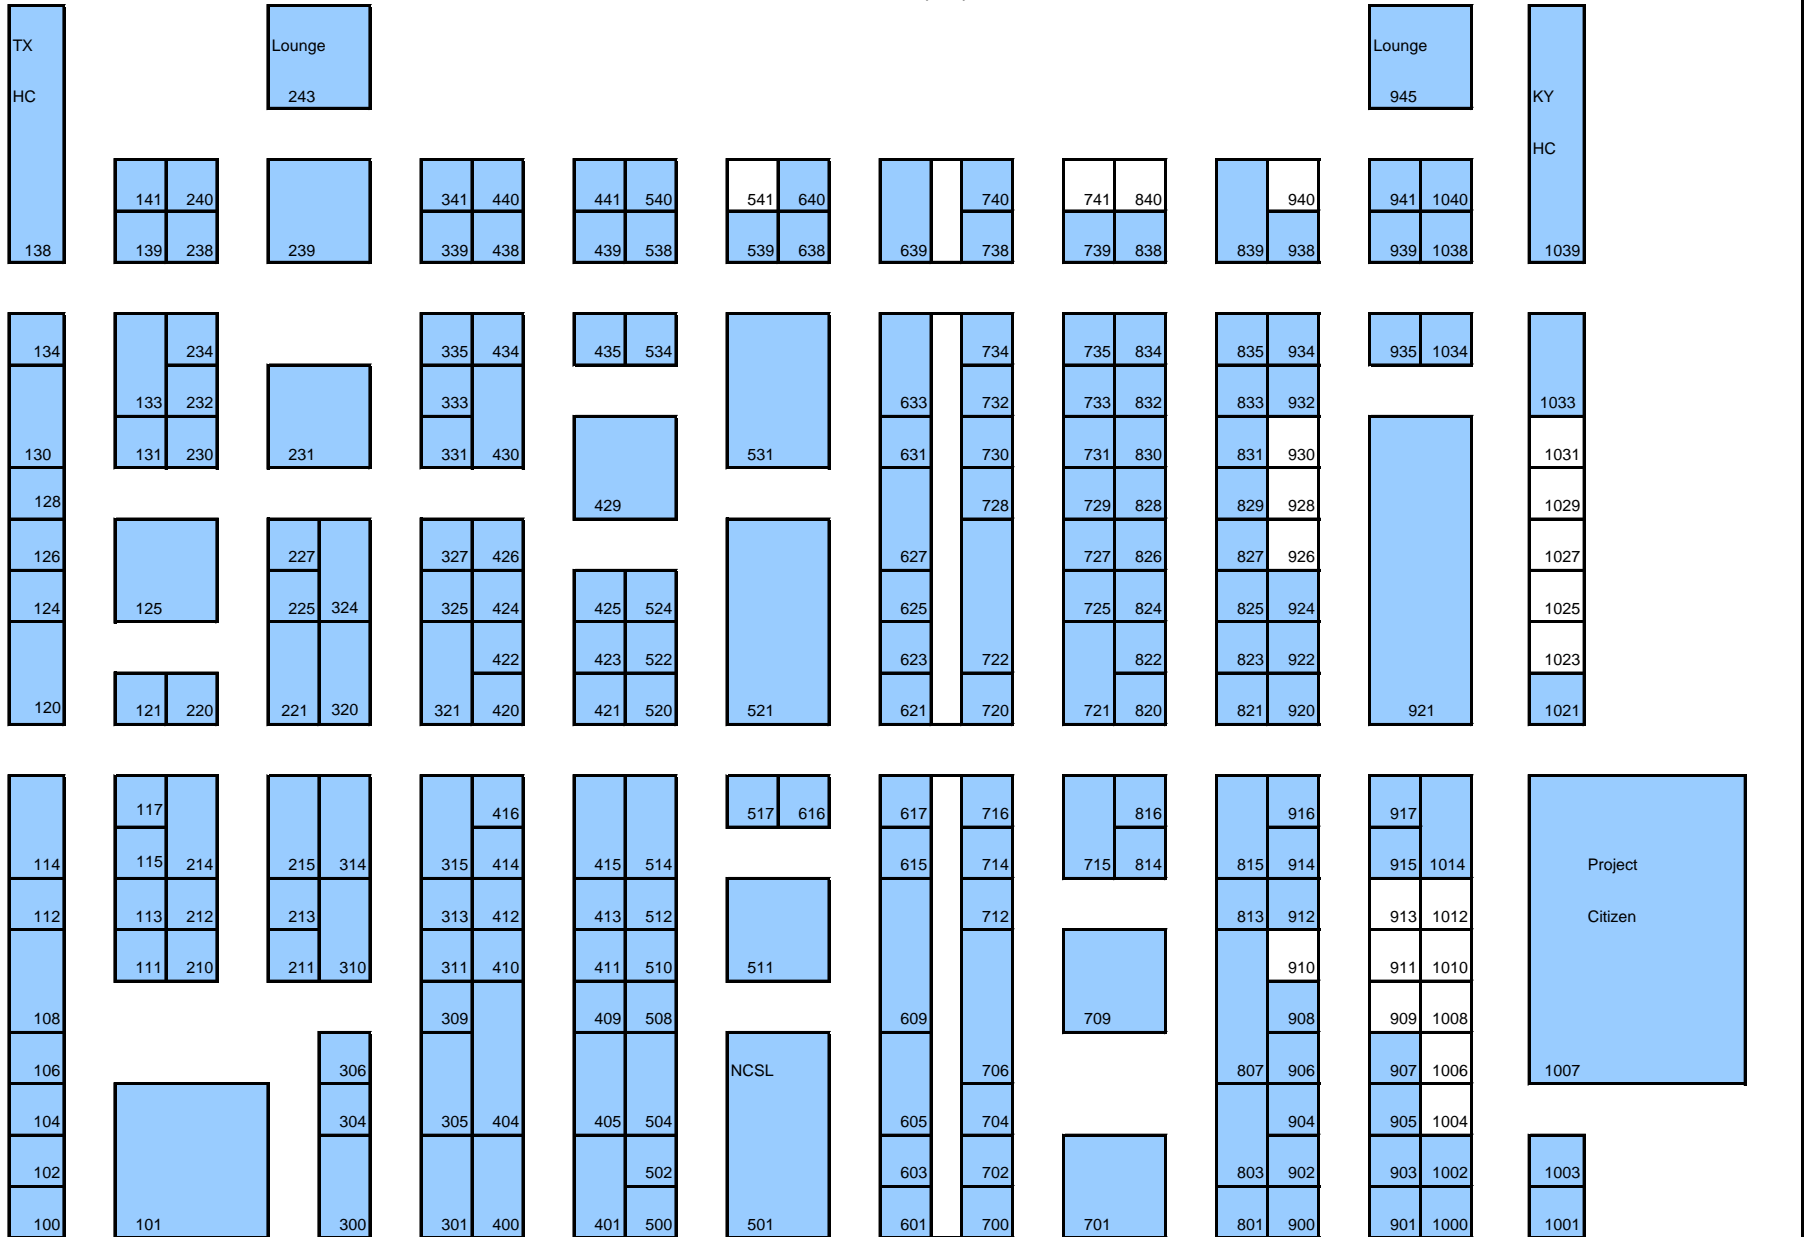 TX
Lounge
Lounge
HC
243
945
KY
HC
141 240 341 440 441 540 541 640 740 741 840 940 941 1040
138 139 238 239 339 438 439 538 539 638 639 738 739 838 839 938 939 1038 1039
134 234 335 434 435 534 734 735 834 835 934 935 1034
133 232 333 633 732 733 832 833 932 1033
130 131 230 231 331 430 531 631 730 731 830 831 930 1031
128 429 728 729 828 829 928 1029
126 227 327 426 627 727 826 827 926 1027
124 125 225 324 325 424 425 524 625 725 824 825 924 1025
422 423 522 623 722 822 823 922 1023
120 121 220 221 320 321 420 421 520 521 621 720 721 820 821 920 921 1021
117 416 517 616 617 716 816 916 917
114 115 214 215 314 315 414 415 514 615 714 715 814 815 914 915 1014 Project
112 113 212 213 313 412 413 512 712 813 912 913 1012 Citizen
111 210 211 310 311 410 411 510 511 910 911 1010
108 309 409 508 609 709 908 909 1008
106 306 NCSL 706 807 906 907 1006 1007
104 304 305 404 405 504 605 704 904 905 1004
102 502 603 702 803 902 903 1002 1003
100 101 300 301 400 401 500 501 601 700 701 801 900 901 1000 1001